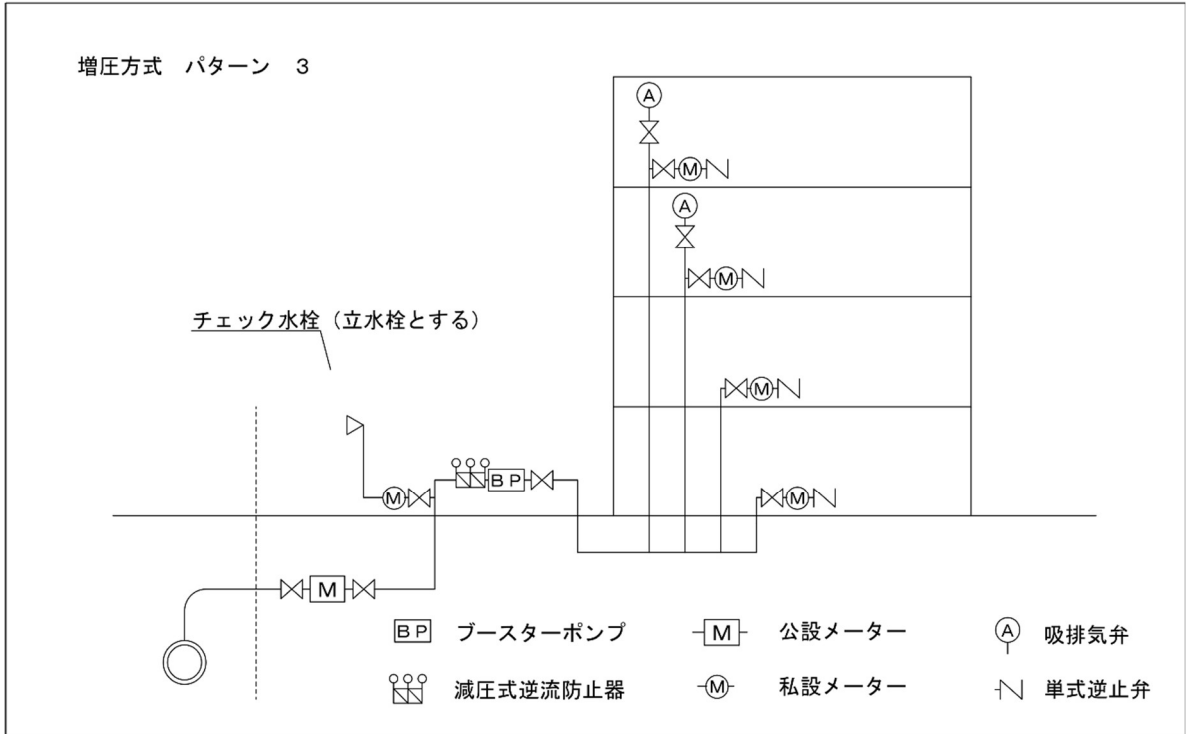 増圧方式 パターン 3
A
M
A
M
チェック水栓（立水栓とする）
M
BP
M
M
M
BP ブースターポンプ
M 公設メーター
A 吸排気弁
減圧式逆流防止器
M 私設メーター
単式逆止弁